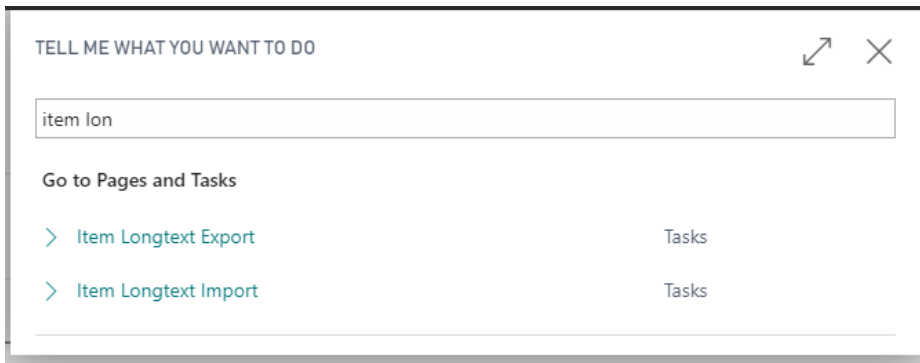 TELL ME WHAT YOU WANT TO DO
item lon
Go to Pages and Tasks
Item Longtext Export Tasks
Item Longtext Import Tasks